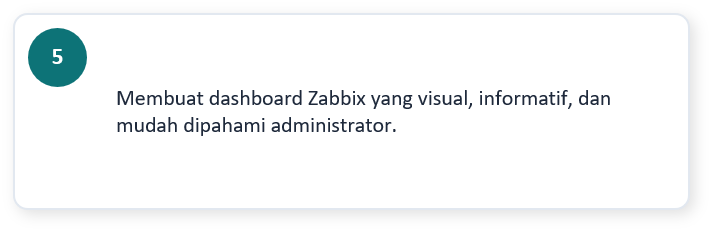 5
Membuat dashboard Zabbix yang visual, informatif, dan
mudah dipahami administrator.